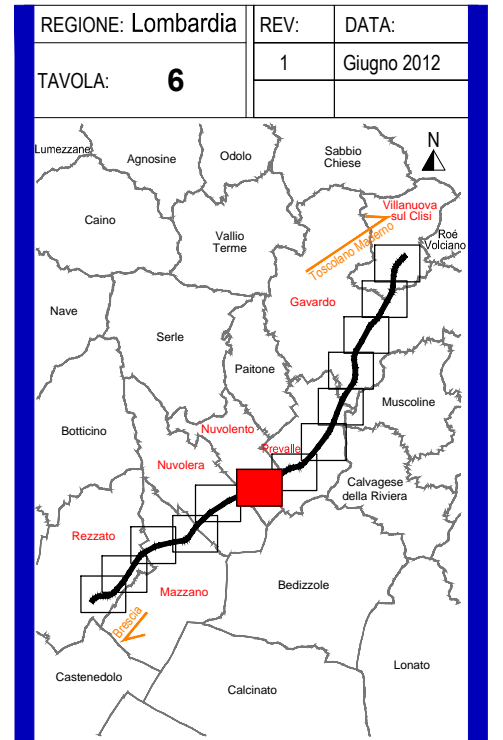 REGIONE: Lombardia
REV:
DATA:
TAVOLA: 6
1
Giugno 2012
Lumezzane
Agnosine
Odolo
Sabbio
Chiese
N
Caino
Vallio
Terme
Villanuova
sul Clisi
Roé
Volciano
Toscolano Maderno
Gavardo
Nave
Serle
Paitone
Muscoline
Botticino
Nuvolento
Prevalle
Nuvolera
Calvagese
della Riviera
Rezzato
Mazzano
Bedizzole
Brescia
Castenedolo
Calcinato
Lonato